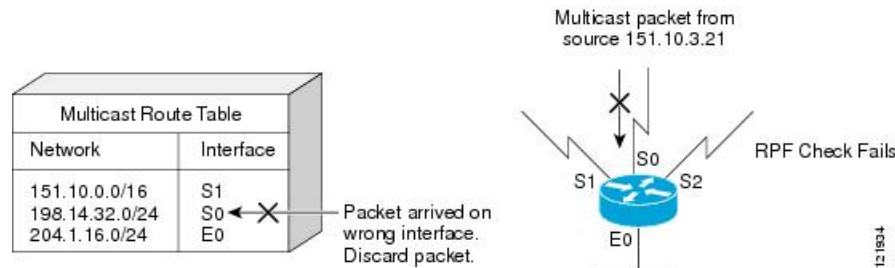 Multicast packet from
source 151.10.3.21
Multicast Route Table
Network Interface
151.10.0.0/16 S1
198.14.32.0/24 S0
204.1.16.0/24 E0
Packet arrived on
wrong interface.
Discard packet.
S0
S1
S2
E0
RPF Check Fails
121934